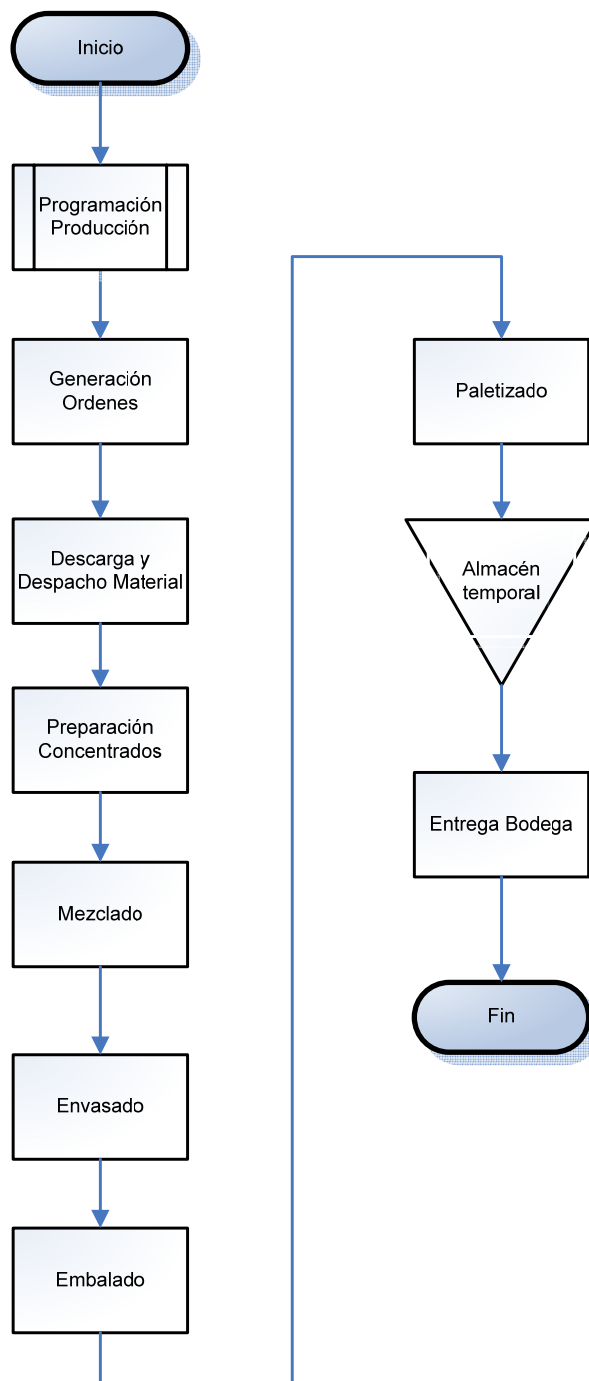 Inicio
Programación
Producción
Generación
Ordenes
Descarga y
Despacho Material
Preparación
Concentrados
Mezclado
Envasado
Embalado
Paletizado
Almacén
temporal
Entrega Bodega
Fin